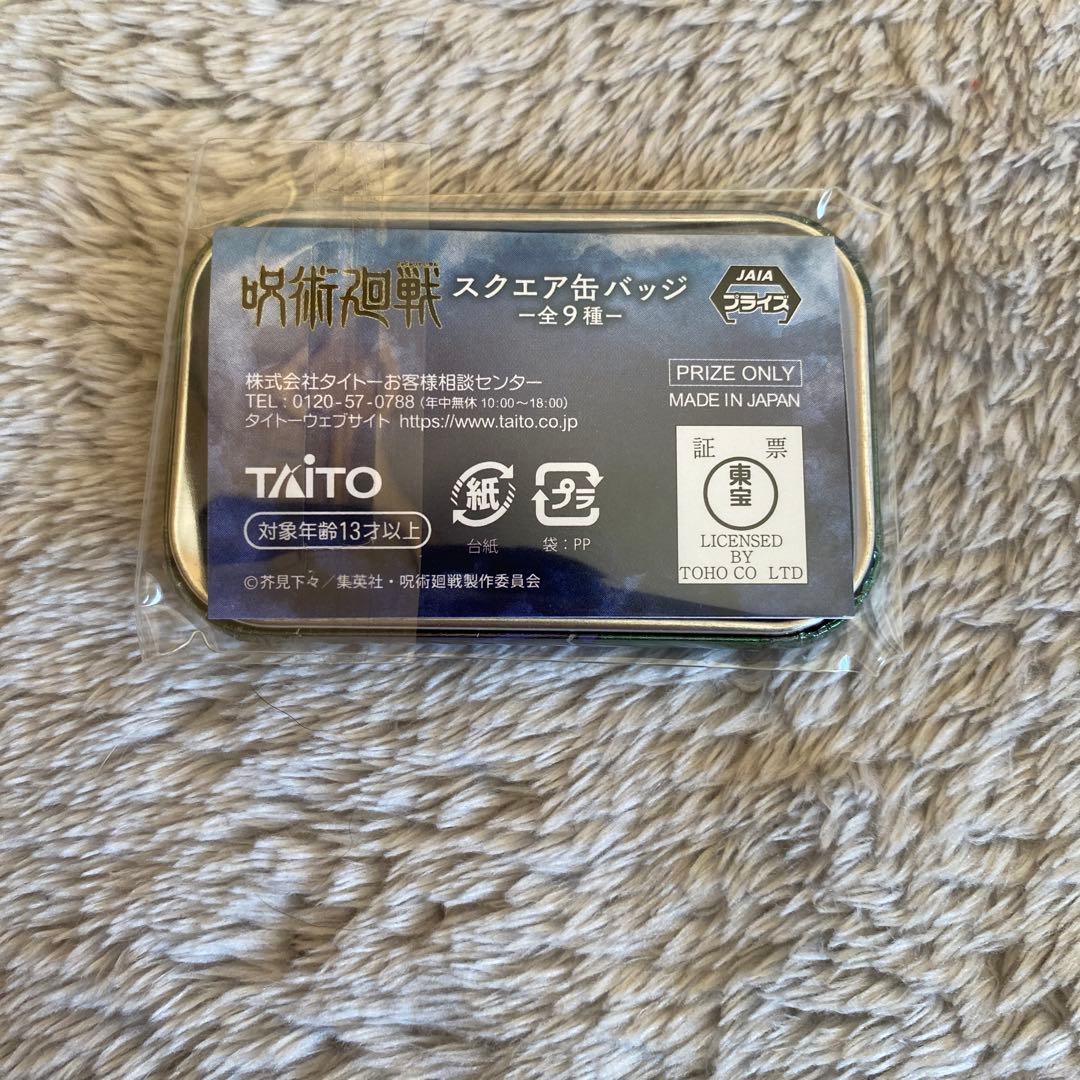 呪術廻戦
スクエア缶バッジ
ー全9種ー
JAIA
プライズ
株式会社タイトーお客様相談センター
TEL：0120-57-0788（年中無休 10:00～18:00）
タイトーウェブサイト https://www.taito.co.jp
PRIZE ONLY
MADE IN JAPAN
TAITO
対象年齢13才以上
紙
台紙
プラ
袋：PP
証 票
東宝
LICENSED
BY
TOHO CO LTD
©芥見下々／集英社・呪術廻戦製作委員会